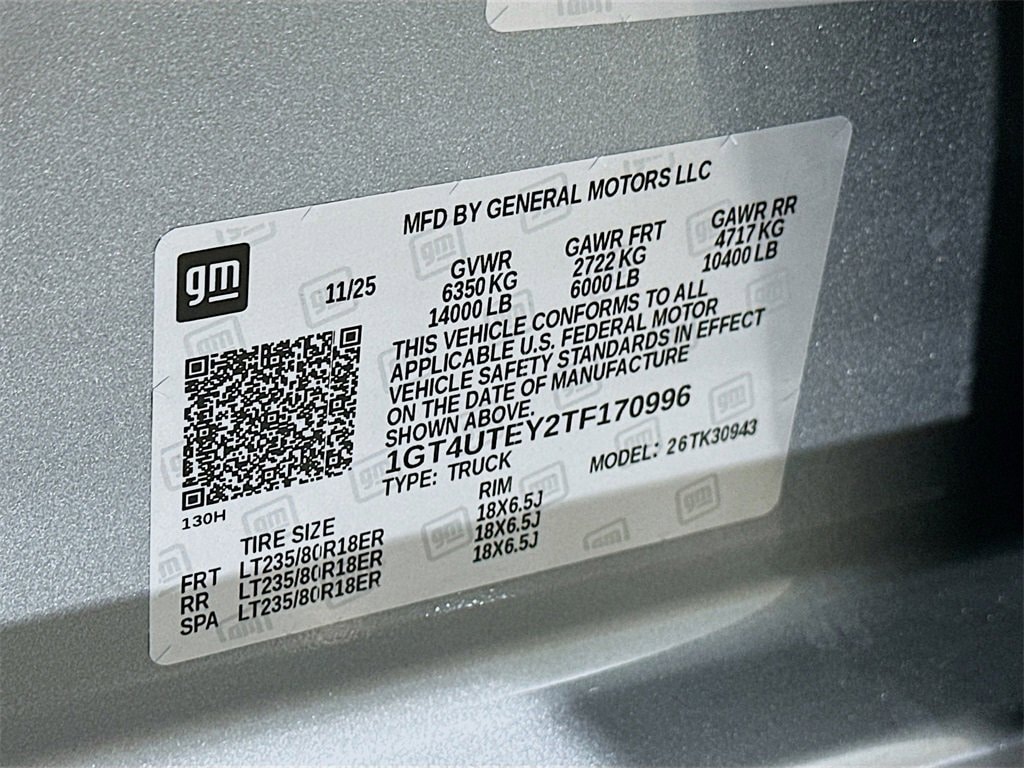 MFD BY GENERAL MOTORS LLC
gm
11/25
GVWR GAWR FRT GAWR RR
6350 KG 2722 KG 4717 KG
14000 LB 6000 LB 10400 LB
THIS VEHICLE CONFORMS TO ALL
APPLICABLE U.S. FEDERAL MOTOR
VEHICLE SAFETY STANDARDS IN EFFECT
ON THE DATE OF MANUFACTURE
SHOWN ABOVE.
1GT4UTEY2TF170996
TYPE: TRUCK MODEL: 26TK30943
130H
TIRE SIZE RIM
FRT LT235/80R18ER 18X6.5J
RR LT235/80R18ER 18X6.5J
SPA LT235/80R18ER 18X6.5J